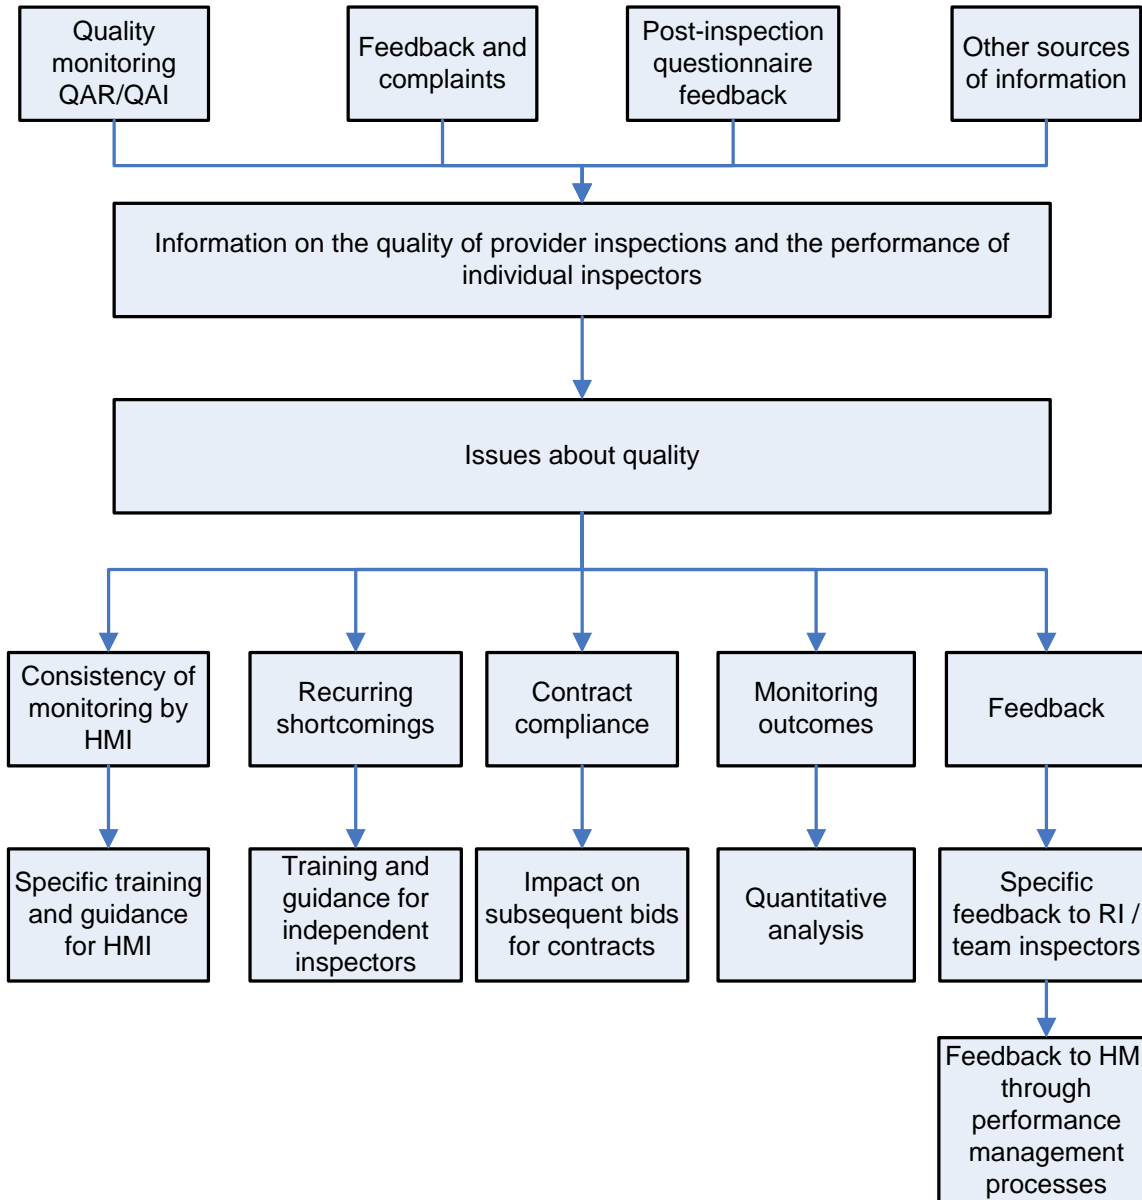 Quality
monitoring
QAR/QAI
Feedback and
complaints
Post-inspection
questionnaire
feedback
Other sources
of information
Information on the quality of provider inspections and the performance of
individual inspectors
Issues about quality
Consistency of
monitoring by
HMI
Recurring
shortcomings
Contract
compliance
Monitoring
outcomes
Feedback
Specific training
and guidance
for HMI
Training and
guidance for
independent
inspectors
Impact on
subsequent bids
for contracts
Quantitative
analysis
Specific
feedback to RI /
team inspectors
Feedback to HM
through
performance
management
processes